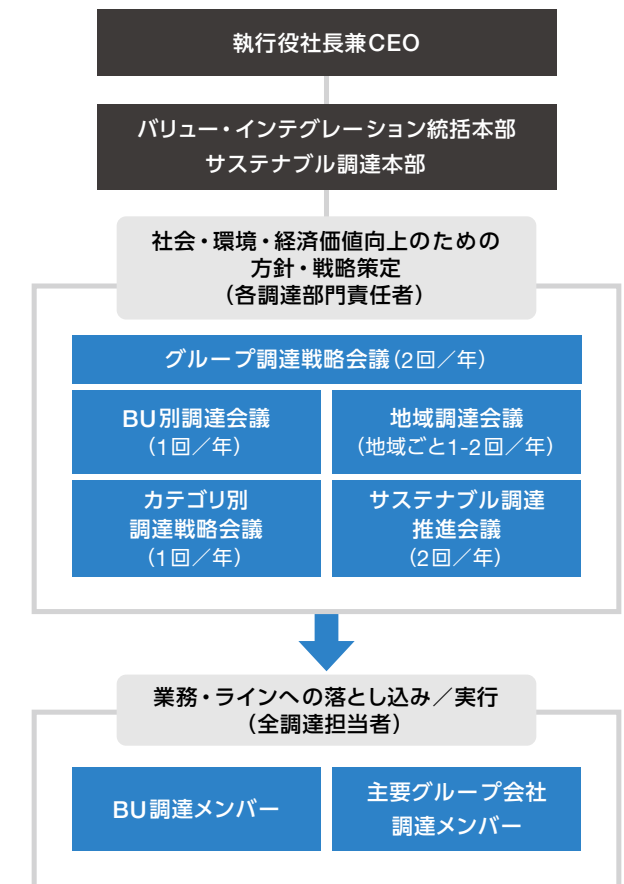 執行役社長兼CEO
バリュー・インテグレーション統括本部
サステナブル調達本部
社会・環境・経済価値向上のための
方針・戦略策定
（各調達部門責任者）
グループ調達戦略会議（2回／年）
BU別調達会議
（1回／年）
地域調達会議
（地域ごと1-2回／年）
カテゴリ別
調達戦略会議
（1回／年）
サステナブル調達
推進会議
（2回／年）
業務・ラインへの落とし込み／実行
（全調達担当者）
BU調達メンバー
主要グループ会社
調達メンバー